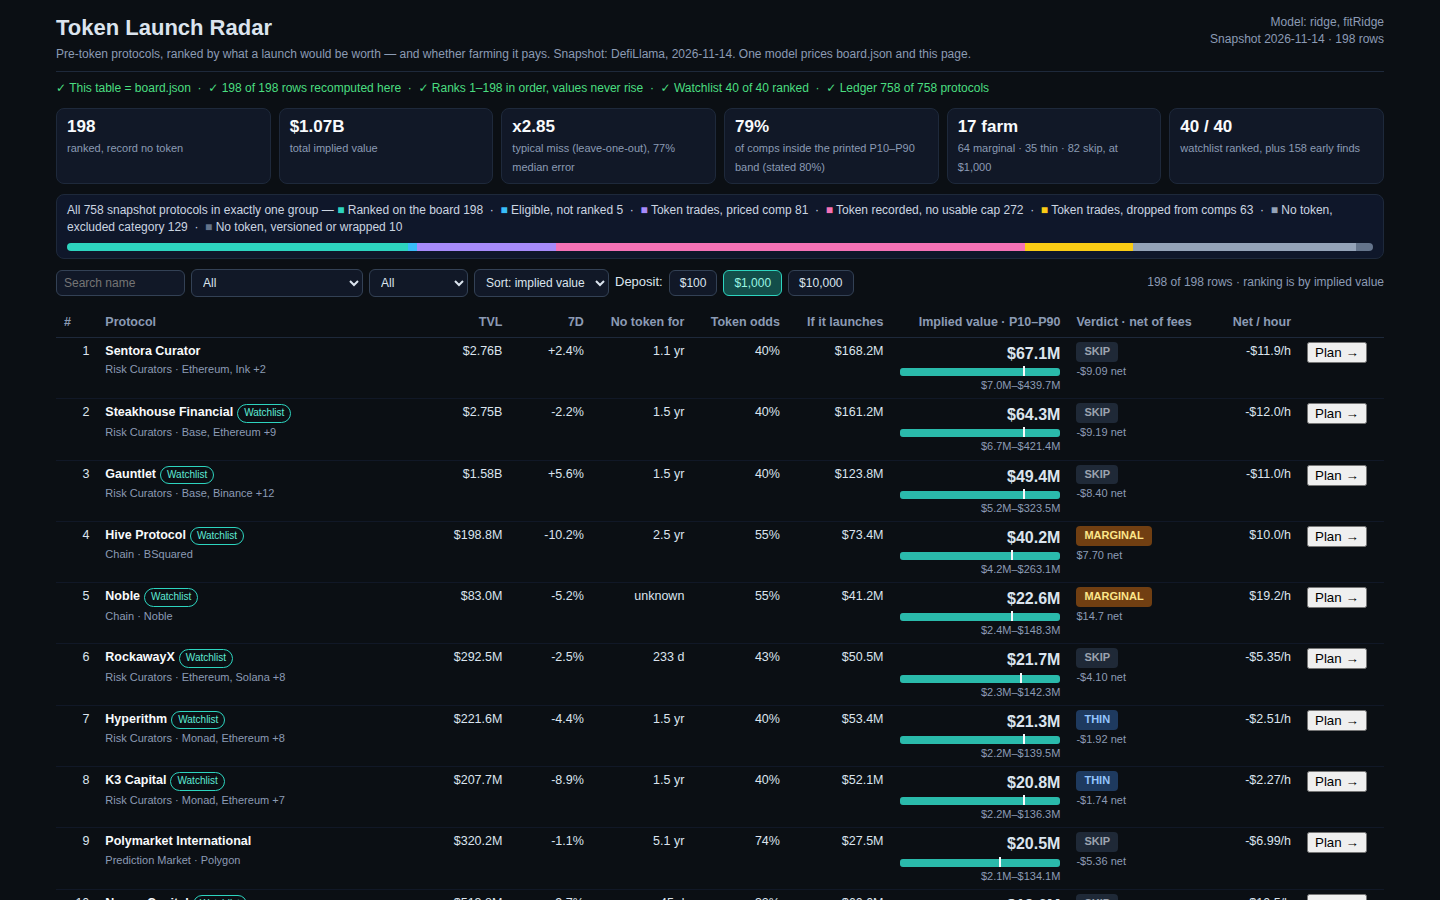 Token Launch Radar
Model: ridge, fitRidge
Snapshot 2026-11-14 · 198 rows
Pre-token protocols, ranked by what a launch would be worth — and whether farming it pays. Snapshot: DefiLlama, 2026-11-14. One model prices board.json and this page.
✓ This table = board.json · ✓ 198 of 198 rows recomputed here · ✓ Ranks 1–198 in order, values never rise · ✓ Watchlist 40 of 40 ranked · ✓ Ledger 758 of 758 protocols
198
ranked, record no token
$1.07B
total implied value
x2.85
typical miss (leave-one-out), 77%
median error
79%
of comps inside the printed P10–P90
band (stated 80%)
17 farm
64 marginal · 35 thin · 82 skip, at
$1,000
40 / 40
watchlist ranked, plus 158 early finds
All 758 snapshot protocols in exactly one group — ■ Ranked on the board 198 · ■ Eligible, not ranked 5 · ■ Token trades, priced comp 81 · ■ Token recorded, no usable cap 272 · ■ Token trades, dropped from comps 63 · ■ No token,
excluded category 129 · ■ No token, versioned or wrapped 10
Search name All All Sort: implied value Deposit: $100 $1,000 $10,000 198 of 198 rows · ranking is by implied value
# Protocol TVL 7D No token for Token odds If it launches Implied value · P10–P90 Verdict · net of fees Net / hour
1 Sentora Curator $2.76B +2.4% 1.1 yr 40% $168.2M $67.1M SKIP -$11.9/h Plan →
Risk Curators · Ethereum, Ink +2 $7.0M–$439.7M -$9.09 net
2 Steakhouse Financial Watchlist $2.75B -2.2% 1.5 yr 40% $161.2M $64.3M SKIP -$12.0/h Plan →
Risk Curators · Base, Ethereum +9 $6.7M–$421.4M -$9.19 net
3 Gauntlet Watchlist $1.58B +5.6% 1.5 yr 40% $123.8M $49.4M SKIP -$11.0/h Plan →
Risk Curators · Base, Binance +12 $5.2M–$323.5M -$8.40 net
4 Hive Protocol Watchlist $198.8M -10.2% 2.5 yr 55% $73.4M $40.2M MARGINAL $10.0/h Plan →
Chain · BSquared $4.2M–$263.1M $7.70 net
5 Noble Watchlist $83.0M -5.2% unknown 55% $41.2M $22.6M MARGINAL $19.2/h Plan →
Chain · Noble $2.4M–$148.3M $14.7 net
6 RockawayX Watchlist $292.5M -2.5% 233 d 43% $50.5M $21.7M SKIP -$5.35/h Plan →
Risk Curators · Ethereum, Solana +8 $2.3M–$142.3M -$4.10 net
7 Hyperithm Watchlist $221.6M -4.4% 1.5 yr 40% $53.4M $21.3M THIN -$2.51/h Plan →
Risk Curators · Monad, Ethereum +8 $2.2M–$139.5M -$1.92 net
8 K3 Capital Watchlist $207.7M -8.9% 1.5 yr 40% $52.1M $20.8M THIN -$2.27/h Plan →
Risk Curators · Monad, Ethereum +7 $2.2M–$136.3M -$1.74 net
9 Polymarket International $320.2M -1.1% 5.1 yr 74% $27.5M $20.5M SKIP -$6.99/h Plan →
Prediction Market · Polygon $2.1M–$134.1M -$5.36 net